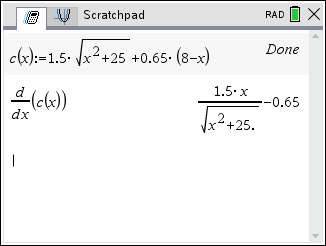 Scratchpad RAD
c(x):=1.5·√(x²+25)+0.65·(8−x) Done
d/dx(c(x)) 1.5·x/√(x²+25.)−0.65